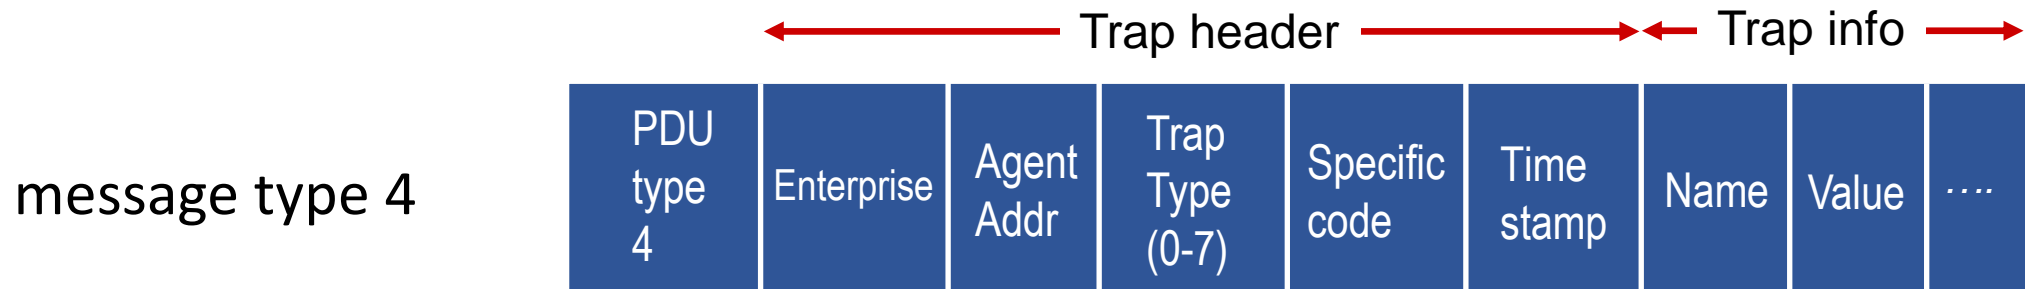 Trap header
Trap info
message type 4
PDU
type
4
Enterprise
Agent
Addr
Trap
Type
(0-7)
Specific
code
Time
stamp
Name
Value
....